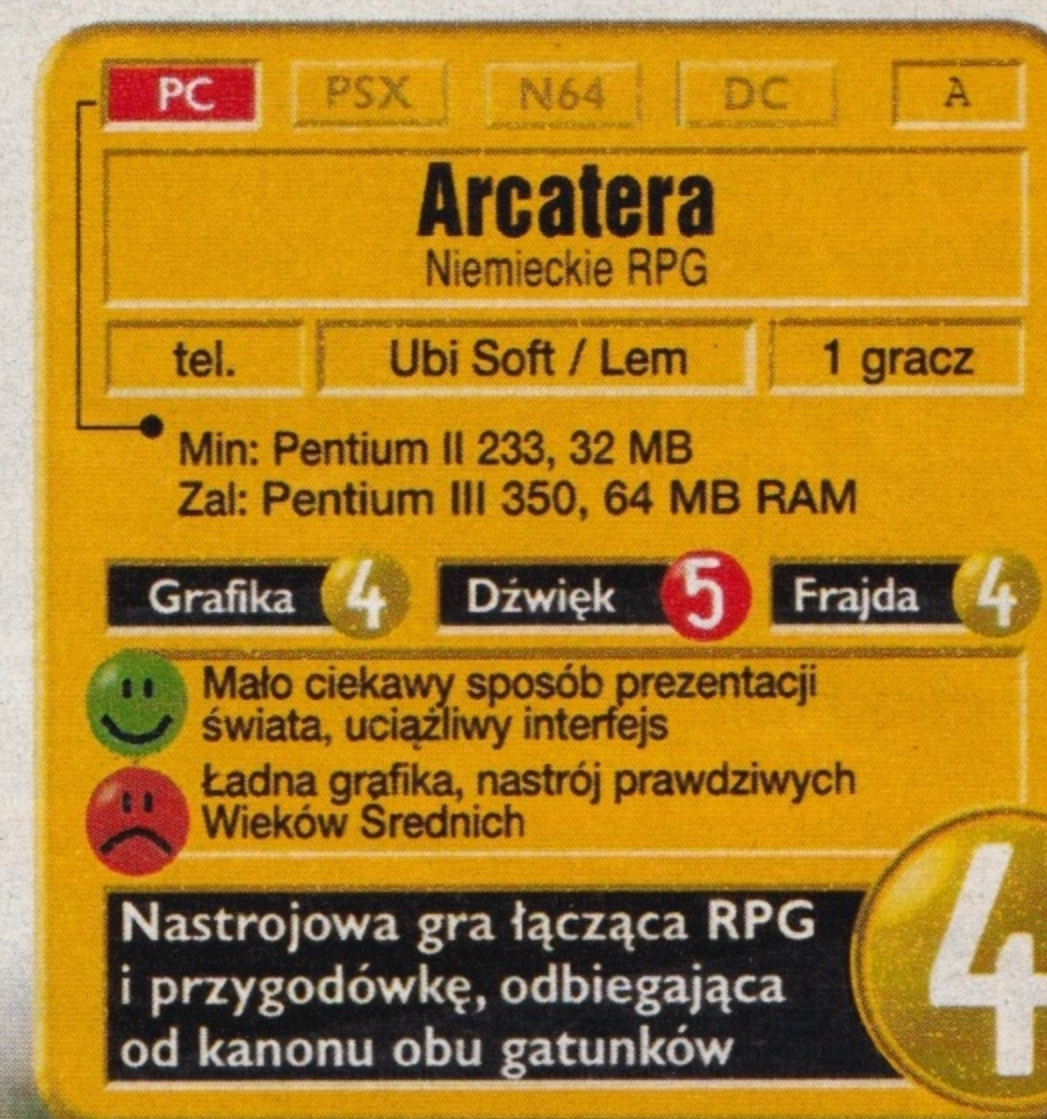 PC PSX N64 DC A
Arcatera
Niemieckie RPG
tel. Ubi Soft / Lem 1 gracz
Min: Pentium II 233, 32 MB
Zal: Pentium III 350, 64 MB RAM
Grafika 4 Dźwięk 5 Frajda 4
Mało ciekawy sposób prezentacji
świata, uciążliwy interfejs
Ładna grafika, nastrój prawdziwych
Wieków Średnich
Nastrojowa gra łącząca RPG
i przygodówkę, odbiegająca
od kanonu obu gatunków
4